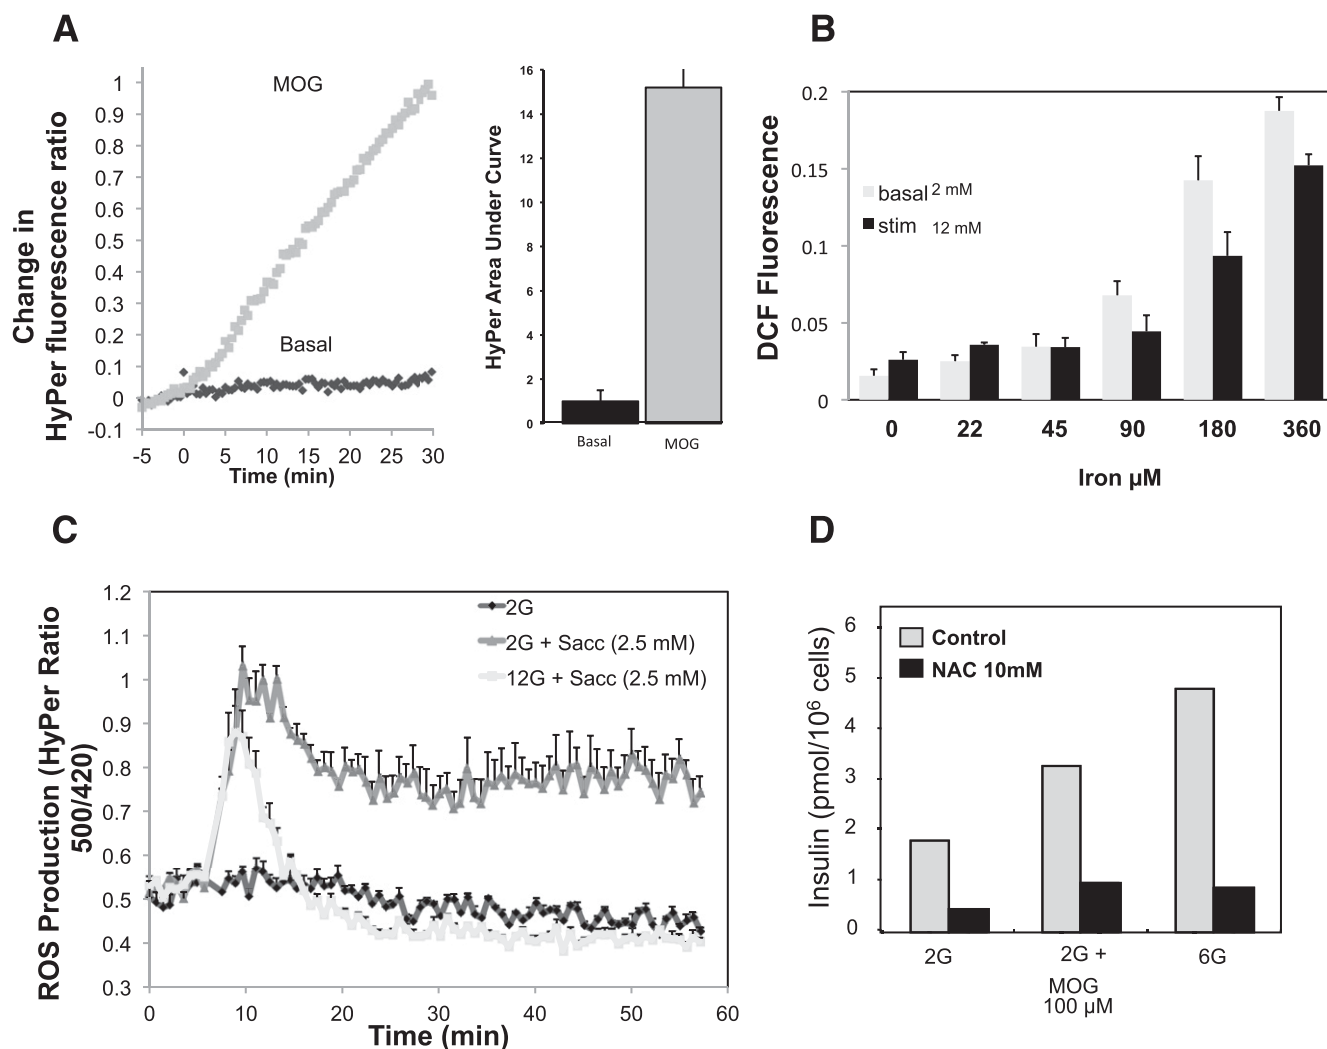 A
Change in
HyPer fluorescence ratio
1
0.9
0.8
0.7
0.6
0.5
0.4
0.3
0.2
0.1
0
-0.1
MOG
Basal
-5 0 5 10 15 20 25 30
Time (min)
HyPer Area Under Curve
16
14
12
10
8
6
4
2
0
Basal MOG
B
DCF Fluorescence
0.2
0.15
0.1
0.05
0
basal 2 mM
stim 12 mM
0 22 45 90 180 360
Iron µM
C
ROS Production (HyPer Ratio
500/420)
1.2
1.1
1
0.9
0.8
0.7
0.6
0.5
0.4
0.3
2G
2G + Sacc (2.5 mM)
12G + Sacc (2.5 mM)
0 10 20 30 40 50 60
Time (min)
D
Insulin (pmol/10⁶ cells)
6
5
4
3
2
1
0
Control
NAC 10mM
2G 2G + 6G
MOG
100 µM